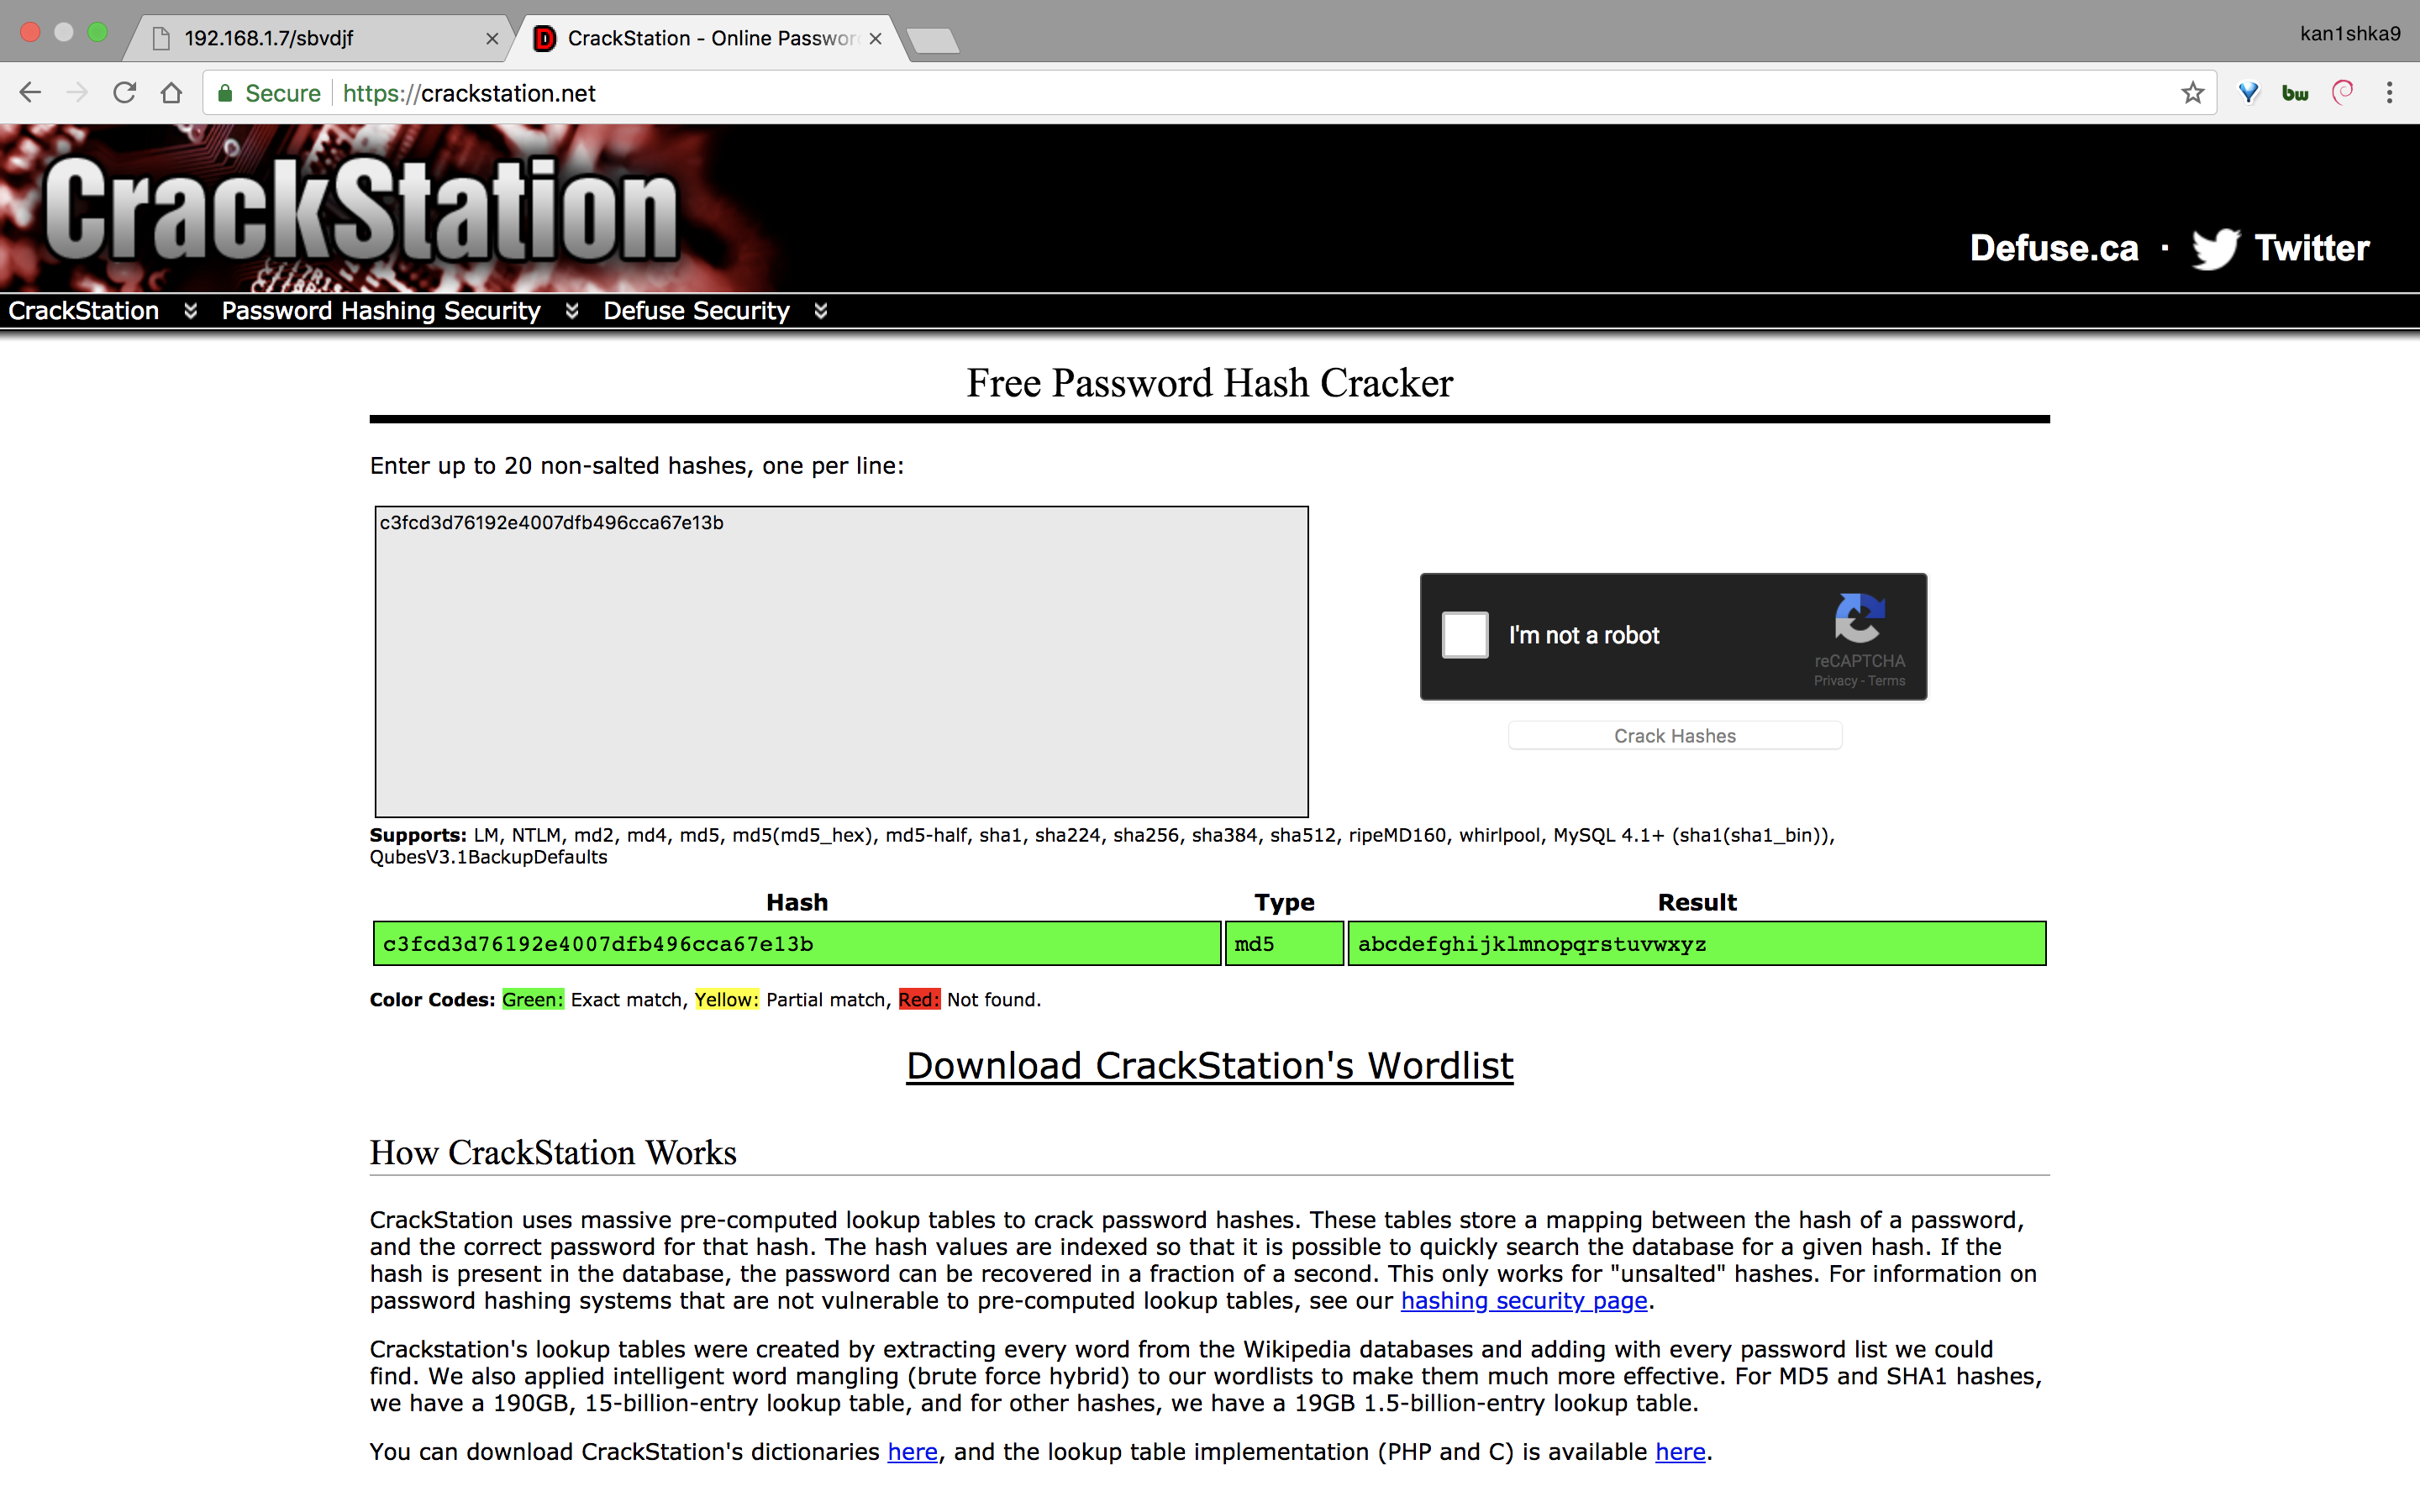 192.168.1.7/sbvdjf
CrackStation - Online Passwor
kan1shka9
Secure https://crackstation.net
bw
CrackStation
Defuse.ca · Twitter
CrackStation Password Hashing Security Defuse Security
Free Password Hash Cracker
Enter up to 20 non-salted hashes, one per line:
c3fcd3d76192e4007dfb496cca67e13b
I'm not a robot
reCAPTCHA
Privacy - Terms
Crack Hashes
Supports: LM, NTLM, md2, md4, md5, md5(md5_hex), md5-half, sha1, sha224, sha256, sha384, sha512, ripeMD160, whirlpool, MySQL 4.1+ (sha1(sha1_bin)),
QubesV3.1BackupDefaults
Hash Type Result
c3fcd3d76192e4007dfb496cca67e13b md5 abcdefghijklmnopqrstuvwxyz
Color Codes: Green: Exact match, Yellow: Partial match, Red: Not found.
Download CrackStation's Wordlist
How CrackStation Works
CrackStation uses massive pre-computed lookup tables to crack password hashes. These tables store a mapping between the hash of a password,
and the correct password for that hash. The hash values are indexed so that it is possible to quickly search the database for a given hash. If the
hash is present in the database, the password can be recovered in a fraction of a second. This only works for "unsalted" hashes. For information on
password hashing systems that are not vulnerable to pre-computed lookup tables, see our hashing security page.
Crackstation's lookup tables were created by extracting every word from the Wikipedia databases and adding with every password list we could
find. We also applied intelligent word mangling (brute force hybrid) to our wordlists to make them much more effective. For MD5 and SHA1 hashes,
we have a 190GB, 15-billion-entry lookup table, and for other hashes, we have a 19GB 1.5-billion-entry lookup table.
You can download CrackStation's dictionaries here, and the lookup table implementation (PHP and C) is available here.